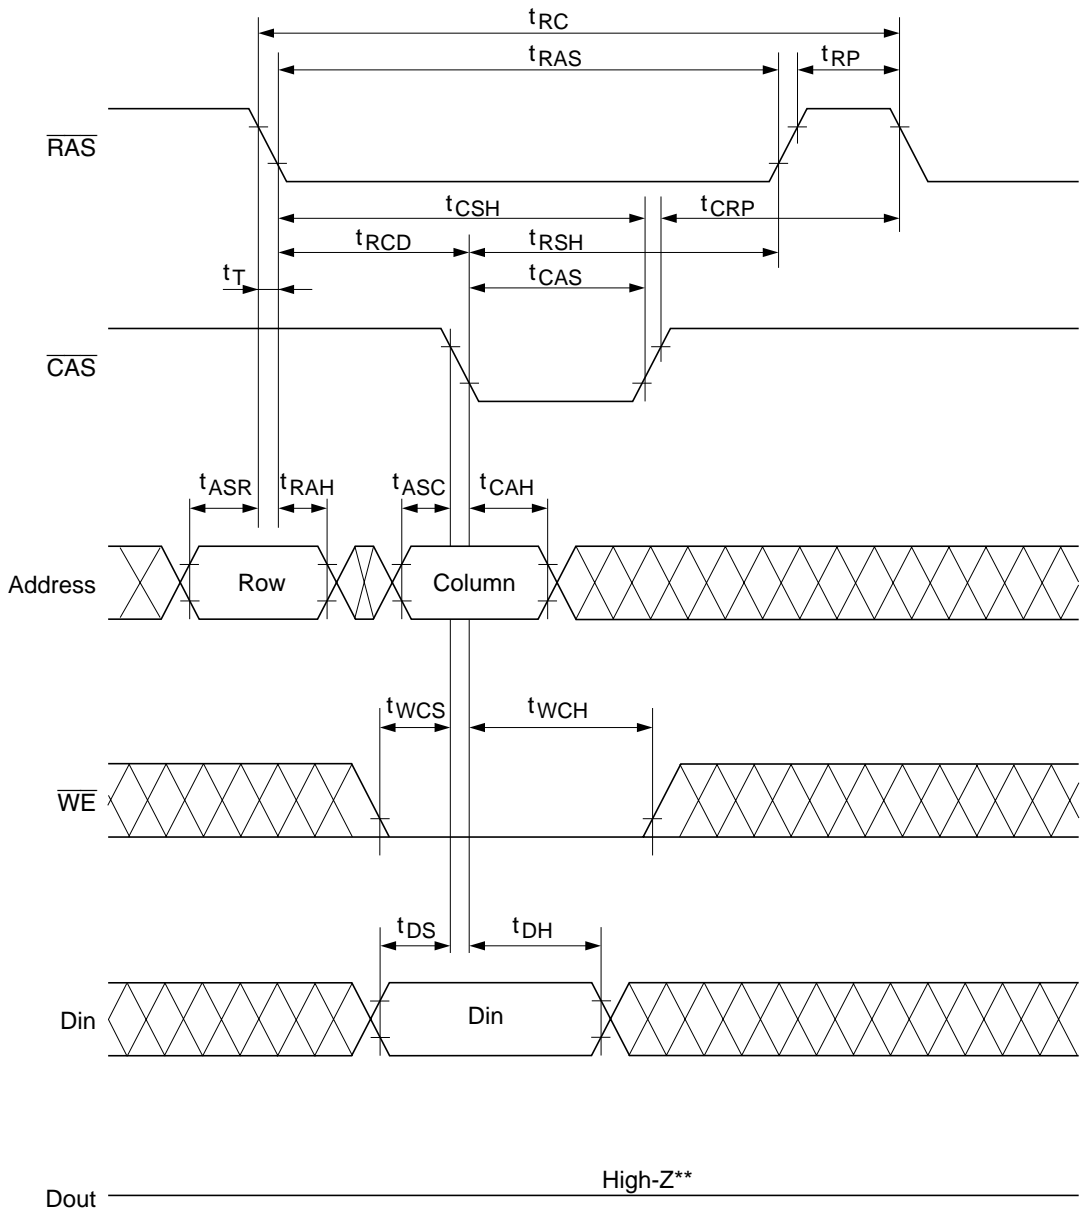 tRC
tRAS
tRP
RAS
tCSH
tCRP
tRCD
tRSH
tT
tCAS
CAS
tASR
tRAH
tASC
tCAH
Address
Row
Column
tWCS
tWCH
WE
tDS
tDH
Din
Din
High-Z**
Dout